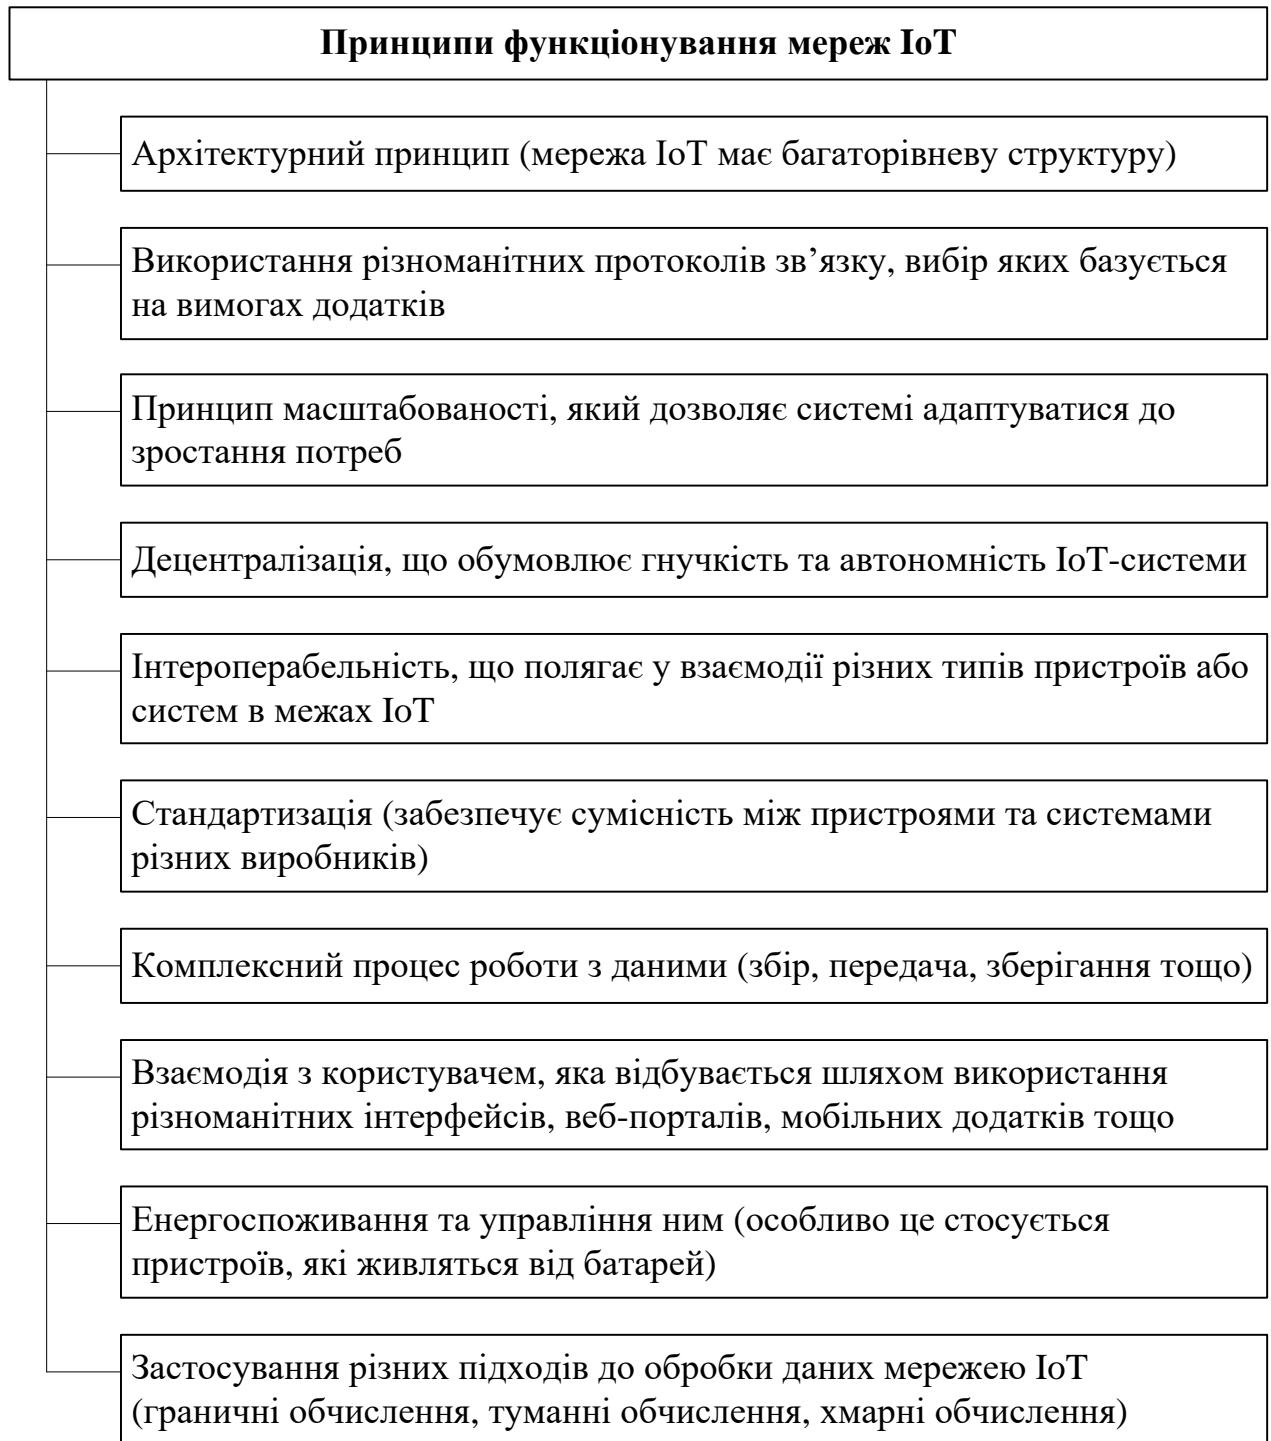 Принципи функціонування мереж IoT
Архітектурний принцип (мережа IoT має багаторівневу структуру)
Використання різноманітних протоколів зв’язку, вибір яких базується
на вимогах додатків
Принцип масштабованості, який дозволяє системі адаптуватися до
зростання потреб
Децентралізація, що обумовлює гнучкість та автономність IoT-системи
Інтероперабельність, що полягає у взаємодії різних типів пристроїв або
систем в межах IoT
Стандартизація (забезпечує сумісність між пристроями та системами
різних виробників)
Комплексний процес роботи з даними (збір, передача, зберігання тощо)
Взаємодія з користувачем, яка відбувається шляхом використання
різноманітних інтерфейсів, веб-порталів, мобільних додатків тощо
Енергоспоживання та управління ним (особливо це стосується
пристроїв, які живляться від батарей)
Застосування різних підходів до обробки даних мережею IoT
(граничні обчислення, туманні обчислення, хмарні обчислення)